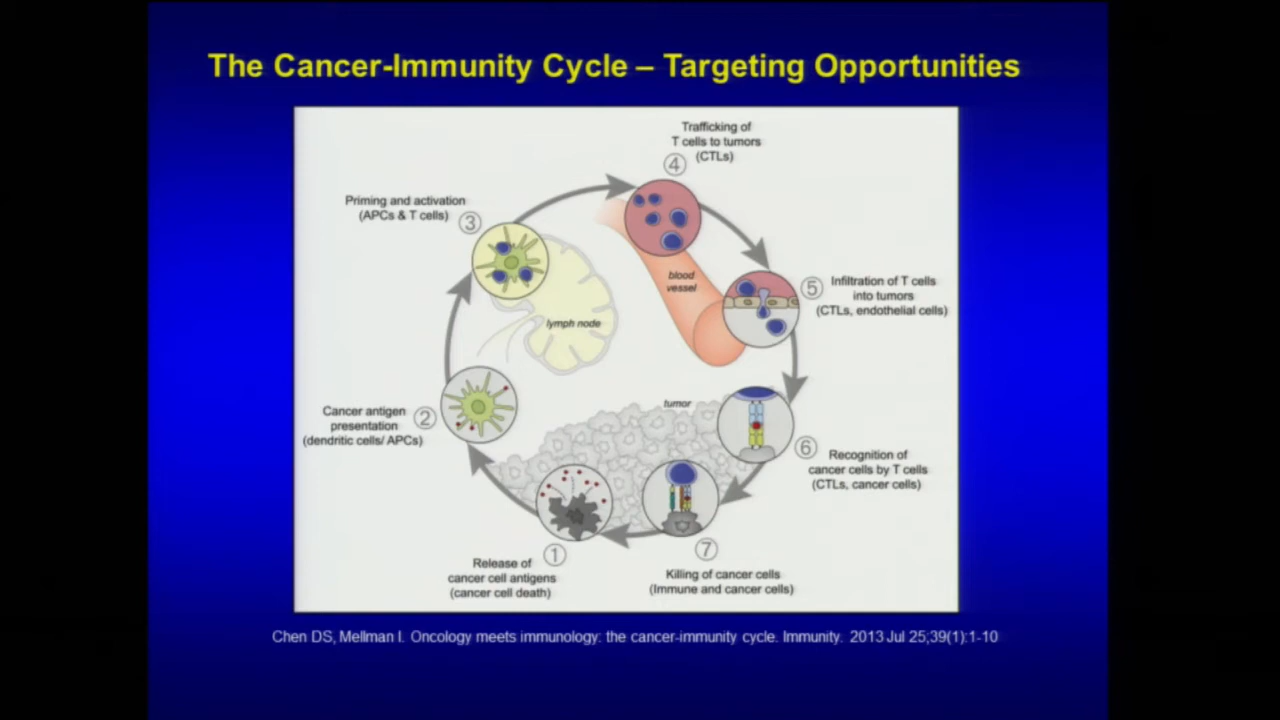 The Cancer-Immunity Cycle – Targeting Opportunities
Trafficking of
T cells to tumors
(CTLs)
④
Priming and activation
(APCs & T cells)
③
blood
vessel
⑤
Infiltration of T cells
into tumors
(CTLs, endothelial cells)
lymph node
tumor
Cancer antigen
presentation
(dendritic cells/ APCs)
②
⑥
Recognition of
cancer cells by T cells
(CTLs, cancer cells)
①
Release of
cancer cell antigens
(cancer cell death)
⑦
Killing of cancer cells
(Immune and cancer cells)
Chen DS, Mellman I. Oncology meets immunology: the cancer-immunity cycle. Immunity. 2013 Jul 25;39(1):1-10